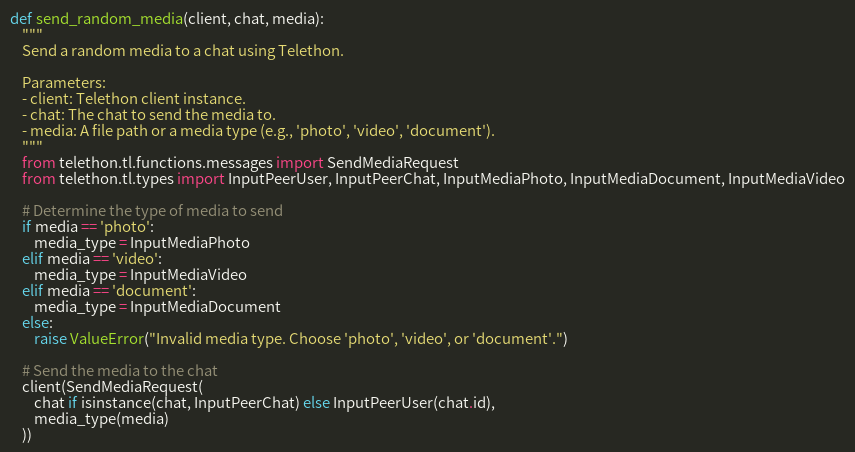 def send_random_media(client, chat, media):
    """
    Send a random media to a chat using Telethon.

    Parameters:
    - client: Telethon client instance.
    - chat: The chat to send the media to.
    - media: A file path or a media type (e.g., 'photo', 'video', 'document').
    """
    from telethon.tl.functions.messages import SendMediaRequest
    from telethon.tl.types import InputPeerUser, InputPeerChat, InputMediaPhoto, InputMediaDocument, InputMediaVideo

    # Determine the type of media to send
    if media == 'photo':
        media_type = InputMediaPhoto
    elif media == 'video':
        media_type = InputMediaVideo
    elif media == 'document':
        media_type = InputMediaDocument
    else:
        raise ValueError("Invalid media type. Choose 'photo', 'video', or 'document'.")

    # Send the media to the chat
    client(SendMediaRequest(
        chat if isinstance(chat, InputPeerChat) else InputPeerUser(chat.id),
        media_type(media)
    ))